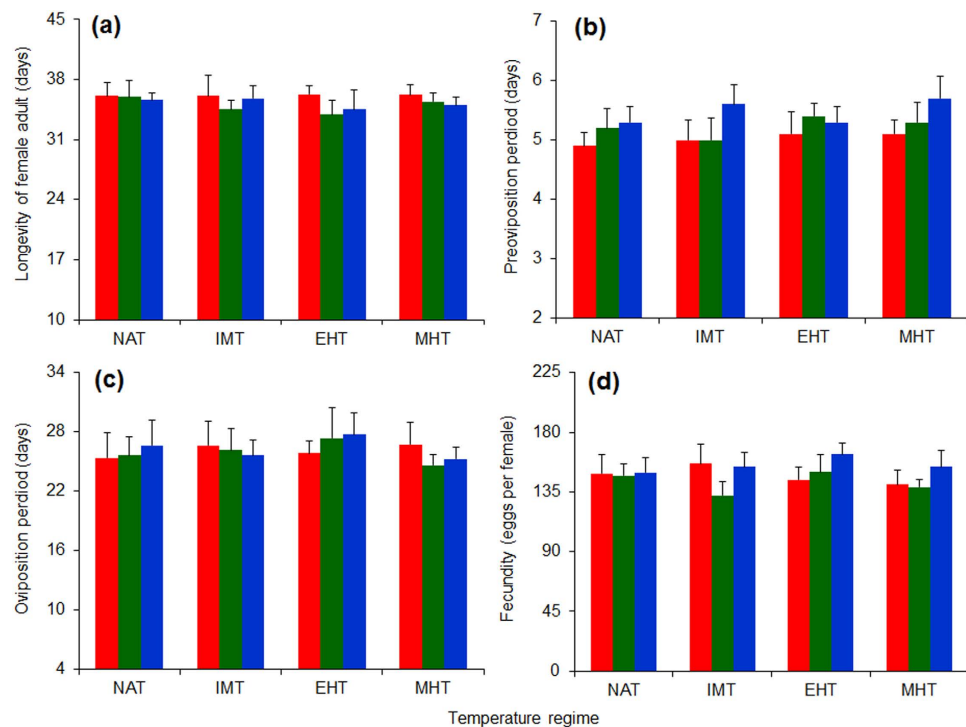 (a)
Longevity of female adult (days)
45
38
31
24
17
10
NAT IMT EHT MHT
(b)
Preoviposition perdiod (days)
7
6
5
4
3
2
NAT IMT EHT MHT
(c)
Oviposition perdiod (days)
34
28
22
16
10
4
NAT IMT EHT MHT
(d)
Fecundity (eggs per female)
225
180
135
90
45
0
NAT IMT EHT MHT
Temperature regime